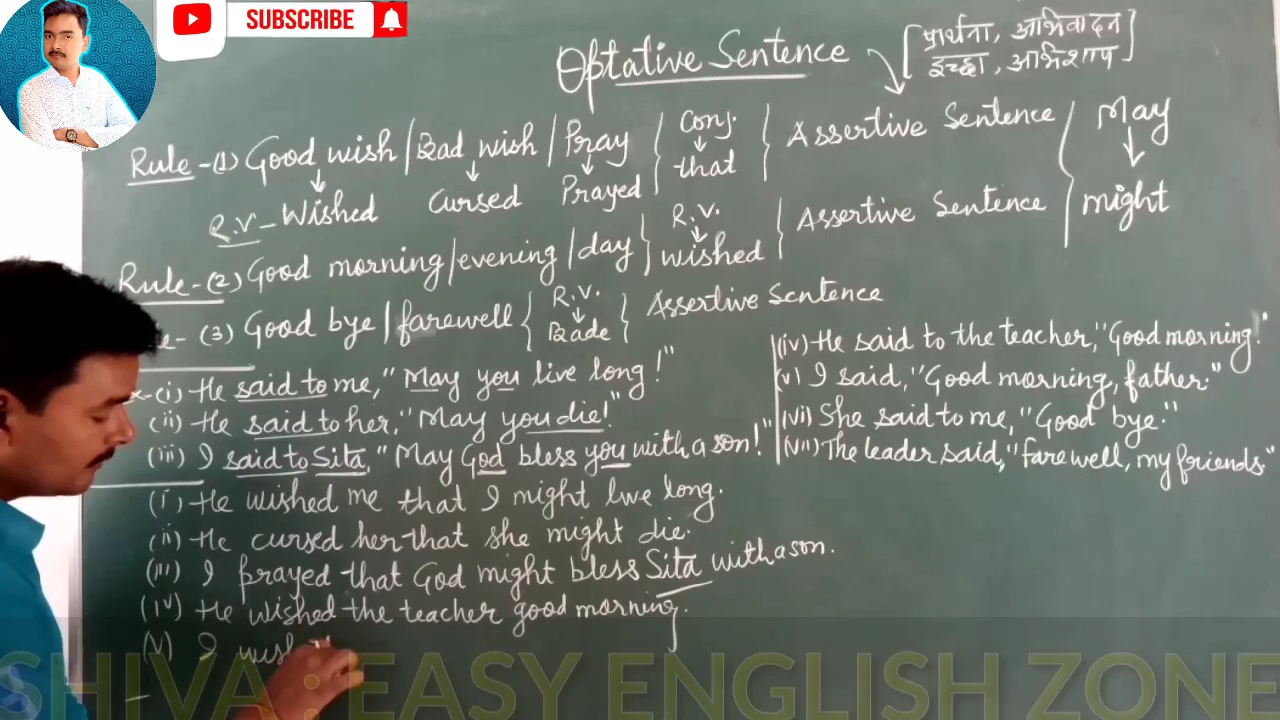 SUBSCRIBE
Optative Sentence [प्रार्थना, अभिवादन
इच्छा, अभिशाप]
Rule-(1) Good wish / Bad wish / Pray { Conj. } Assertive Sentence { May
R.V- Wished Cursed Prayed that might
Rule-(2) Good morning/evening/day } R.V. wished } Assertive Sentence
(3) Good bye/farewell { R.V. Bade } Assertive Sentence
(i) He said to me, "May you live long!"
(ii) He said to her, "May you die!"
(iii) I said to Sita, "May God bless you with a son!"
(iv) He said to the teacher, "Good morning!"
(v) I said, "Good morning, father."
(vi) She said to me, "Good bye."
(vii) The leader said, "farewell, my friends."
(i) He wished me that I might live long.
(ii) He cursed her that she might die.
(iii) I prayed that God might bless Sita with a son.
(iv) He wished the teacher good morning.
(v) I wish
SHIVA : EASY ENGLISH ZONE